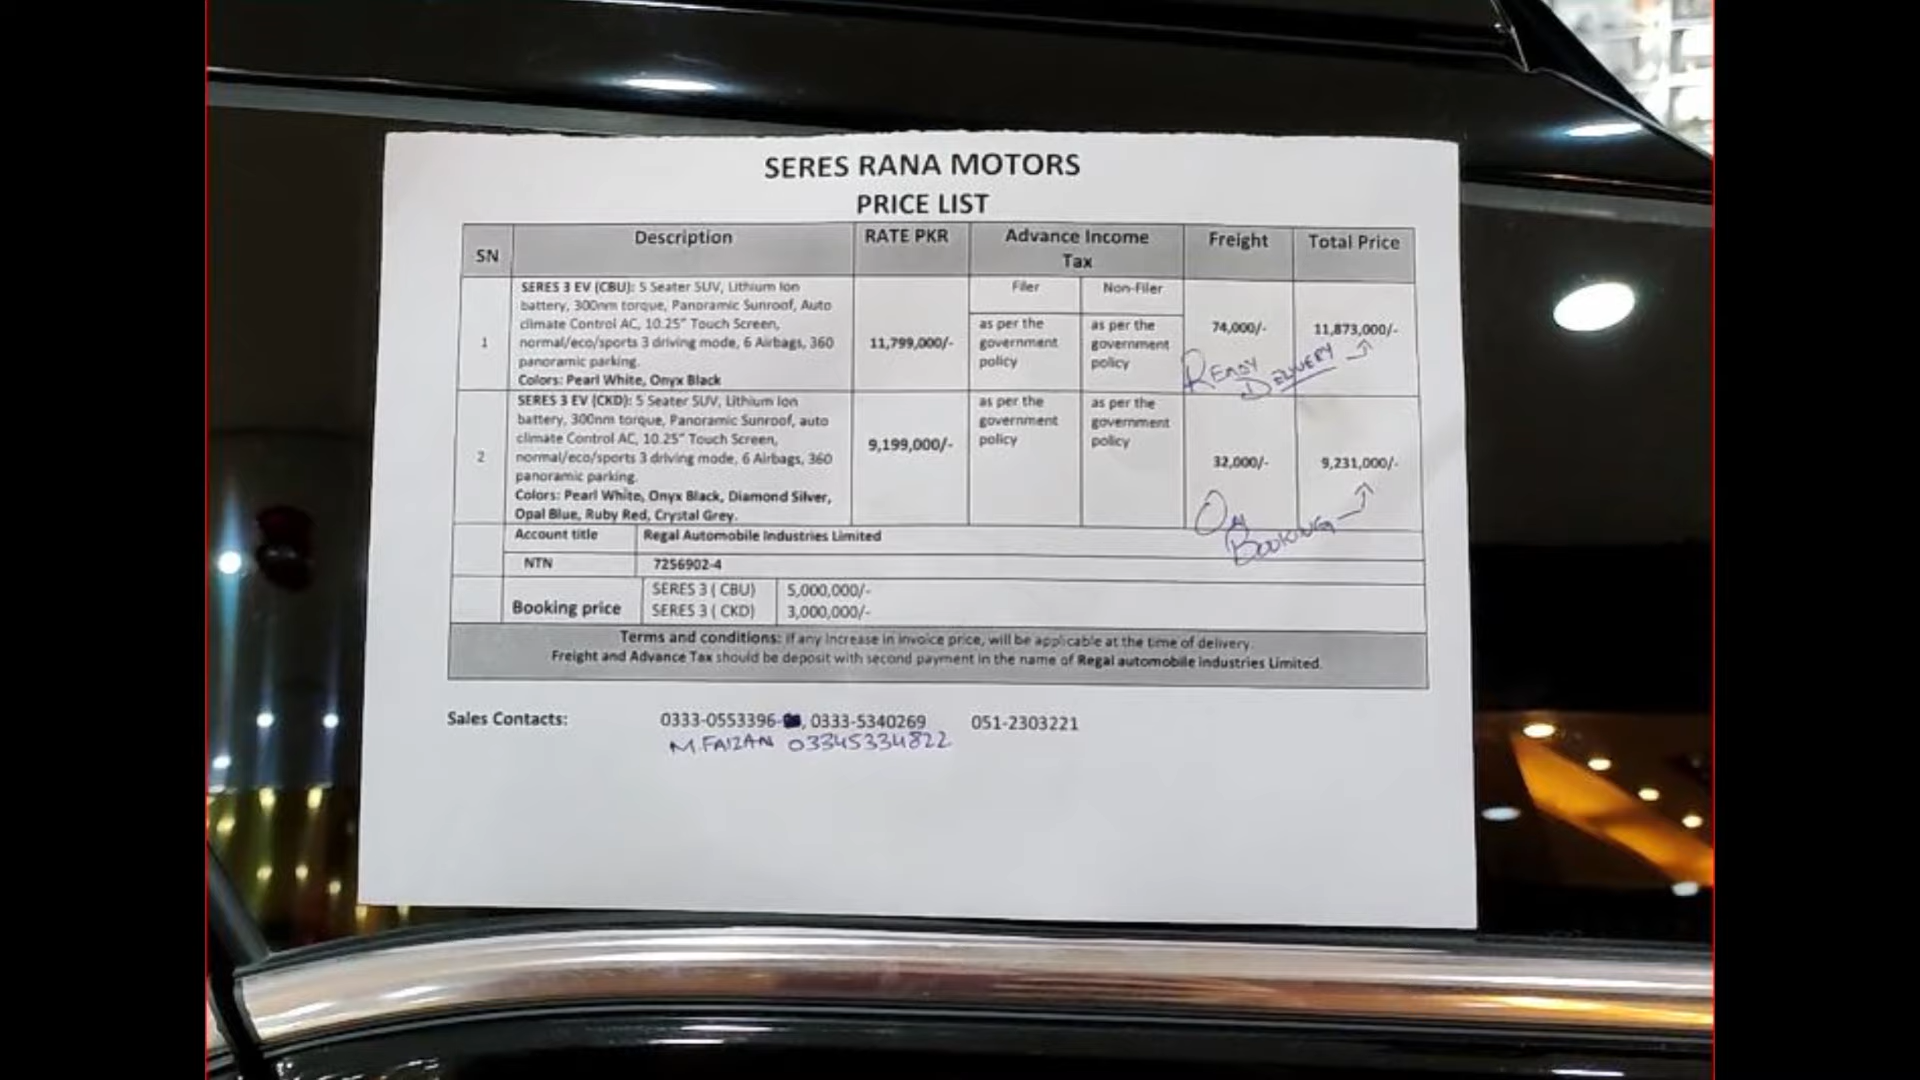 SERES RANA MOTORS
PRICE LIST
SN Description RATE PKR Advance Income Tax Freight Total Price
Filer Non-Filer
1
SERES 3 EV (CBU): 5 Seater SUV, Lithium Ion
battery, 300nm torque, Panoramic Sunroof, Auto
climate Control AC, 10.25" Touch Screen,
normal/eco/sports 3 driving mode, 6 Airbags, 360
panoramic parking.
Colors: Pearl White, Onyx Black
11,799,000/-
as per the
government
policy
as per the
government
policy
74,000/-
11,873,000/-
READY DELIVERY
2
SERES 3 EV (CKD): 5 Seater SUV, Lithium Ion
battery, 300nm torque, Panoramic Sunroof, auto
climate Control AC, 10.25" Touch Screen,
normal/eco/sports 3 driving mode, 6 Airbags, 360
panoramic parking.
Colors: Pearl White, Onyx Black, Diamond Silver,
Opal Blue, Ruby Red, Crystal Grey.
9,199,000/-
as per the
government
policy
as per the
government
policy
32,000/-
9,231,000/-
ON
BOOKING
Account title Regal Automobile Industries Limited
NTN 7256902-4
Booking price
SERES 3 ( CBU) 5,000,000/-
SERES 3 ( CKD) 3,000,000/-
Terms and conditions: if any increase in invoice price, will be applicable at the time of delivery
Freight and Advance Tax should be deposit with second payment in the name of Regal automobile industries Limited.
Sales Contacts: 0333-0553396- , 0333-5340269 051-2303221
M.FAIZAN 03345334822